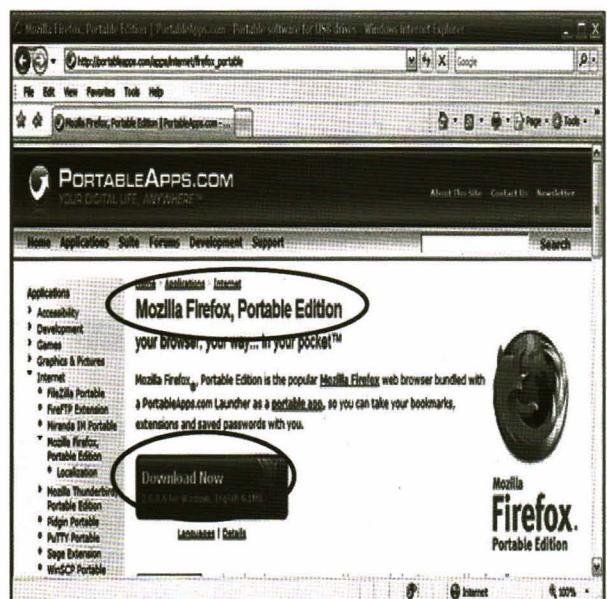 Mozilla Firefox, Portable Edition | PortableApps.com - Portable software for USB drives - Windows Internet Explorer
http://portableapps.com/apps/internet/firefox_portable
Google
File Edit View Favorites Tools Help
Mozilla Firefox, Portable Edition | PortableApps.com - ...
Page Tools
PORTABLEAPPS.COM
YOUR DIGITAL LIFE, ANYWHERE™
About This Site Contact Us Newsletter
Home Applications Suite Forums Development Support
Search
Applications
Accessibility
Development
Games
Graphics & Pictures
Internet
FileZilla Portable
FireFTP Extension
Miranda IM Portable
Mozilla Firefox,
Portable Edition
Localization
Mozilla Thunderbird,
Portable Edition
Pidgin Portable
PuTTY Portable
Sage Extension
WinSCP Portable
Home > Applications > Internet
Mozilla Firefox, Portable Edition
your browser, your way... in your pocket™
Mozilla Firefox®, Portable Edition is the popular Mozilla Firefox web browser bundled with
a PortableApps.com Launcher as a portable app, so you can take your bookmarks,
extensions and saved passwords with you.
Download Now
for Windows, English
Languages | Details
Mozilla
Firefox.
Portable Edition
Internet
100%